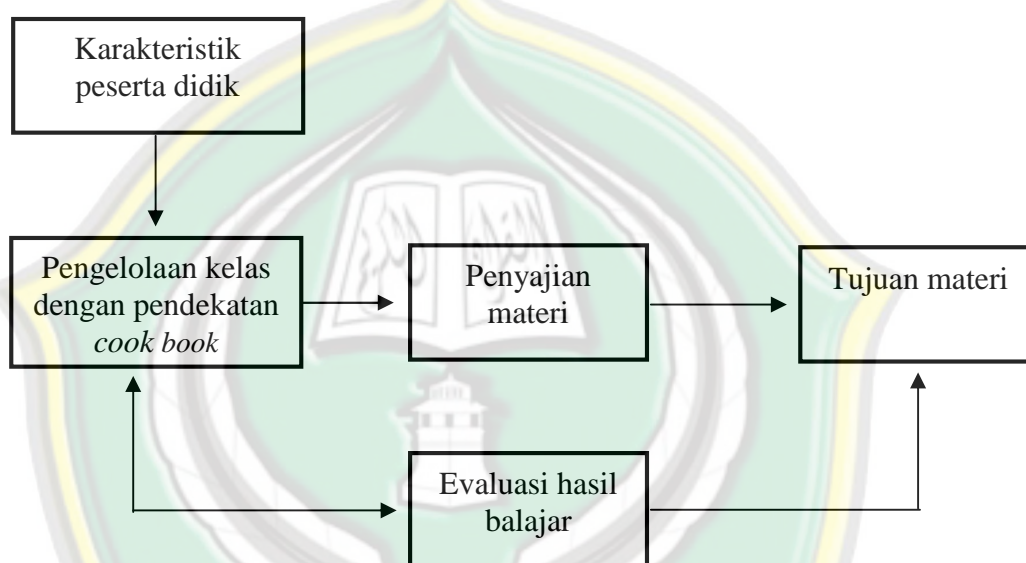 Karakteristik
peserta didik
Pengelolaan kelas
dengan pendekatan
cook book
Penyajian
materi
Tujuan materi
Evaluasi hasil
balajar